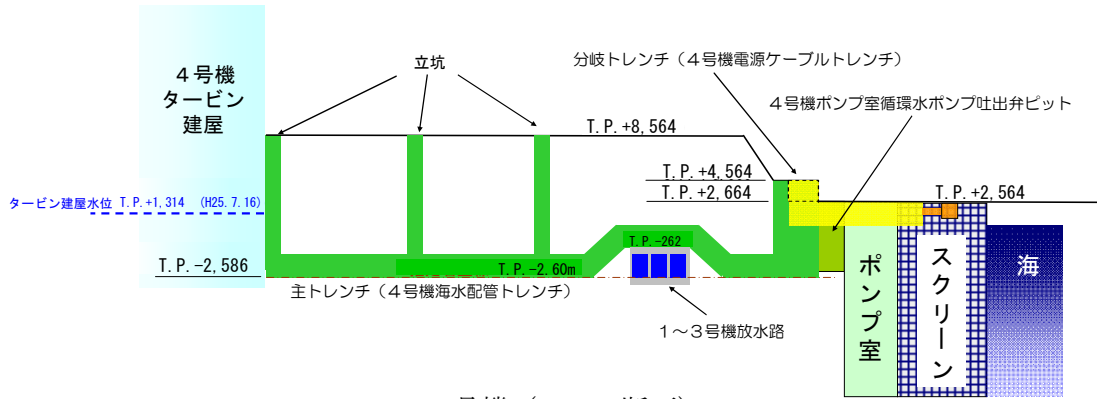 ４号機
タービン
建屋
立坑
分岐トレンチ（４号機電源ケーブルトレンチ）
４号機ポンプ室循環水ポンプ吐出弁ピット
T.P.+8,564
T.P.+4,564
T.P.+2,664
T.P.+2,564
タービン建屋水位 T.P.+1,314 (H25.7.16)
T.P.-262
T.P.-2,586
T.P.-2.60m
主トレンチ（４号機海水配管トレンチ）
１～３号機放水路
ポンプ室
スクリーン
海